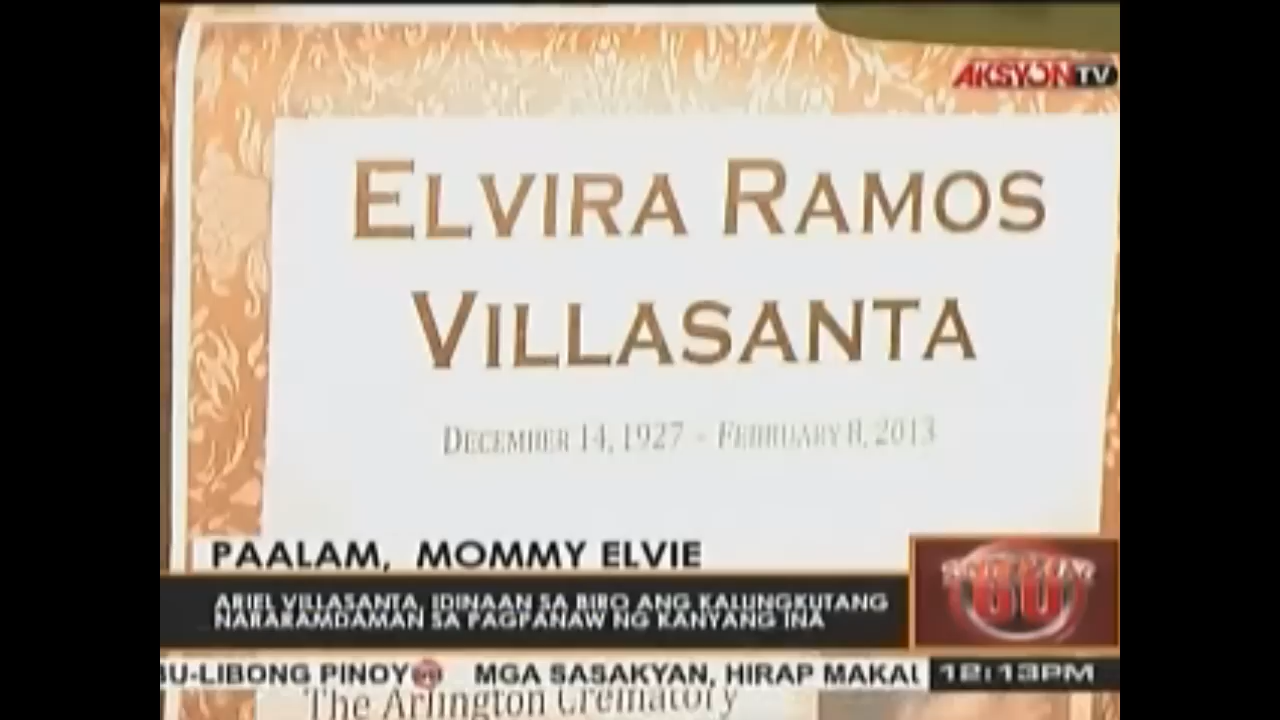 AKSYON TV
ELVIRA RAMOS
VILLASANTA
DECEMBER 14, 1927 - FEBRUARY 8, 2013
PAALAM, MOMMY ELVIE
ARIEL VILLASANTA, IDINAAN SA BIRO ANG KALUNGKUTANG
NARARAMDAMAN SA PAGPANAW NG KANYANG INA
BU-LIBONG PINOY MGA SASAKYAN, HIRAP MAKAL
12:13PM
The Arlington Crematory